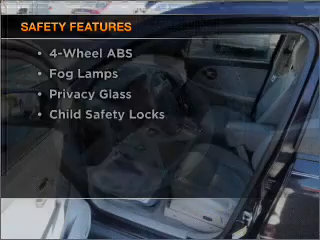 SAFETY FEATURES
• 4-Wheel ABS
• Fog Lamps
• Privacy Glass
• Child Safety Locks